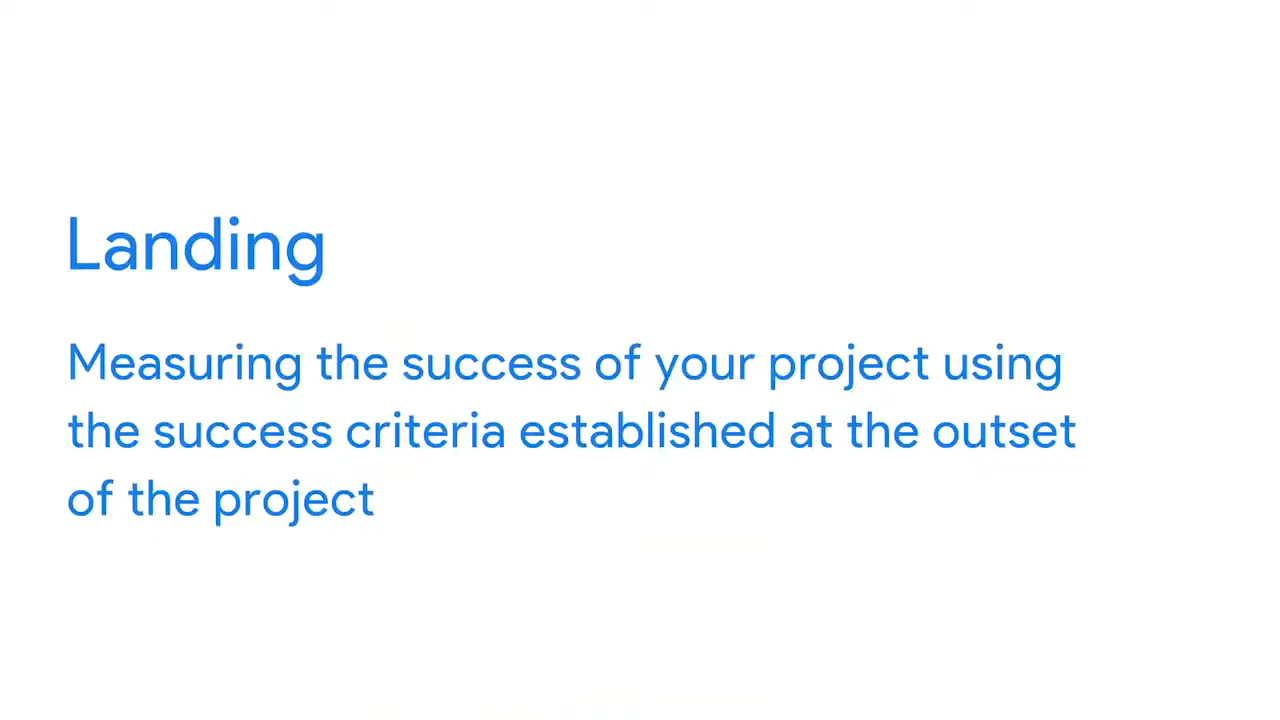 Landing
Measuring the success of your project using
the success criteria established at the outset
of the project